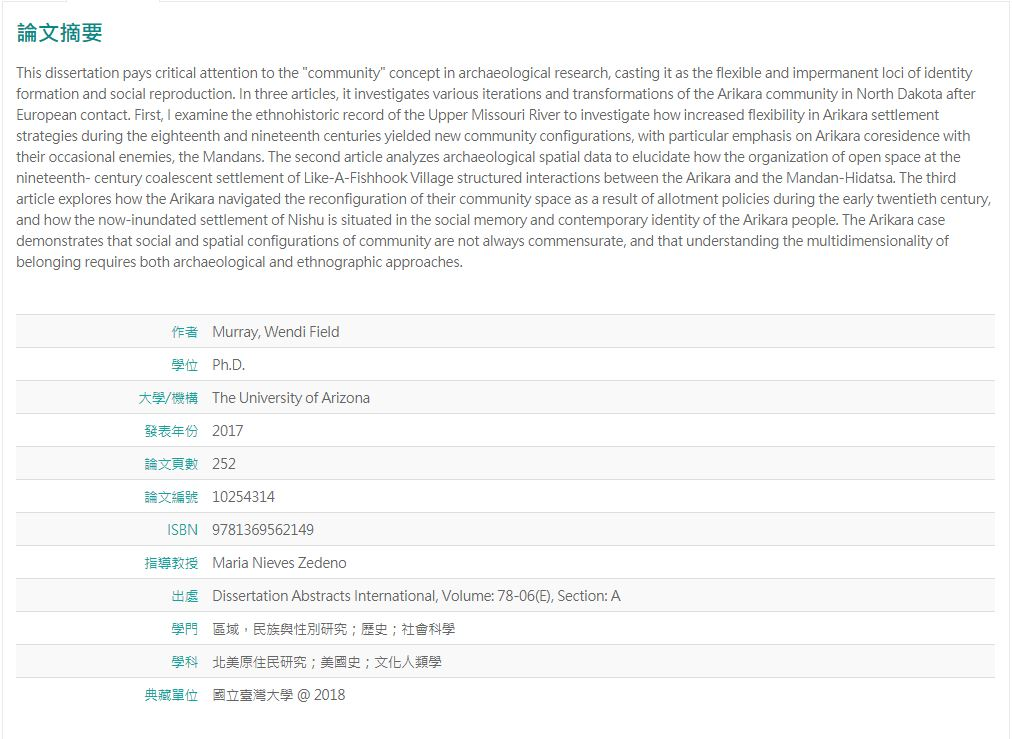 論文摘要
This dissertation pays critical attention to the "community" concept in archaeological research, casting it as the flexible and impermanent loci of identity
formation and social reproduction. In three articles, it investigates various iterations and transformations of the Arikara community in North Dakota after
European contact. First, I examine the ethnohistoric record of the Upper Missouri River to investigate how increased flexibility in Arikara settlement
strategies during the eighteenth and nineteenth centuries yielded new community configurations, with particular emphasis on Arikara coresidence with
their occasional enemies, the Mandans. The second article analyzes archaeological spatial data to elucidate how the organization of open space at the
nineteenth- century coalescent settlement of Like-A-Fishhook Village structured interactions between the Arikara and the Mandan-Hidatsa. The third
article explores how the Arikara navigated the reconfiguration of their community space as a result of allotment policies during the early twentieth century,
and how the now-inundated settlement of Nishu is situated in the social memory and contemporary identity of the Arikara people. The Arikara case
demonstrates that social and spatial configurations of community are not always commensurate, and that understanding the multidimensionality of
belonging requires both archaeological and ethnographic approaches.
作者 Murray, Wendi Field
學位 Ph.D.
大學/機構 The University of Arizona
發表年份 2017
論文頁數 252
論文編號 10254314
ISBN 9781369562149
指導教授 Maria Nieves Zedeno
出處 Dissertation Abstracts International, Volume: 78-06(E), Section: A
學門 區域，民族與性別研究；歷史；社會科學
學科 北美原住民研究；美國史；文化人類學
典藏單位 國立臺灣大學 @ 2018